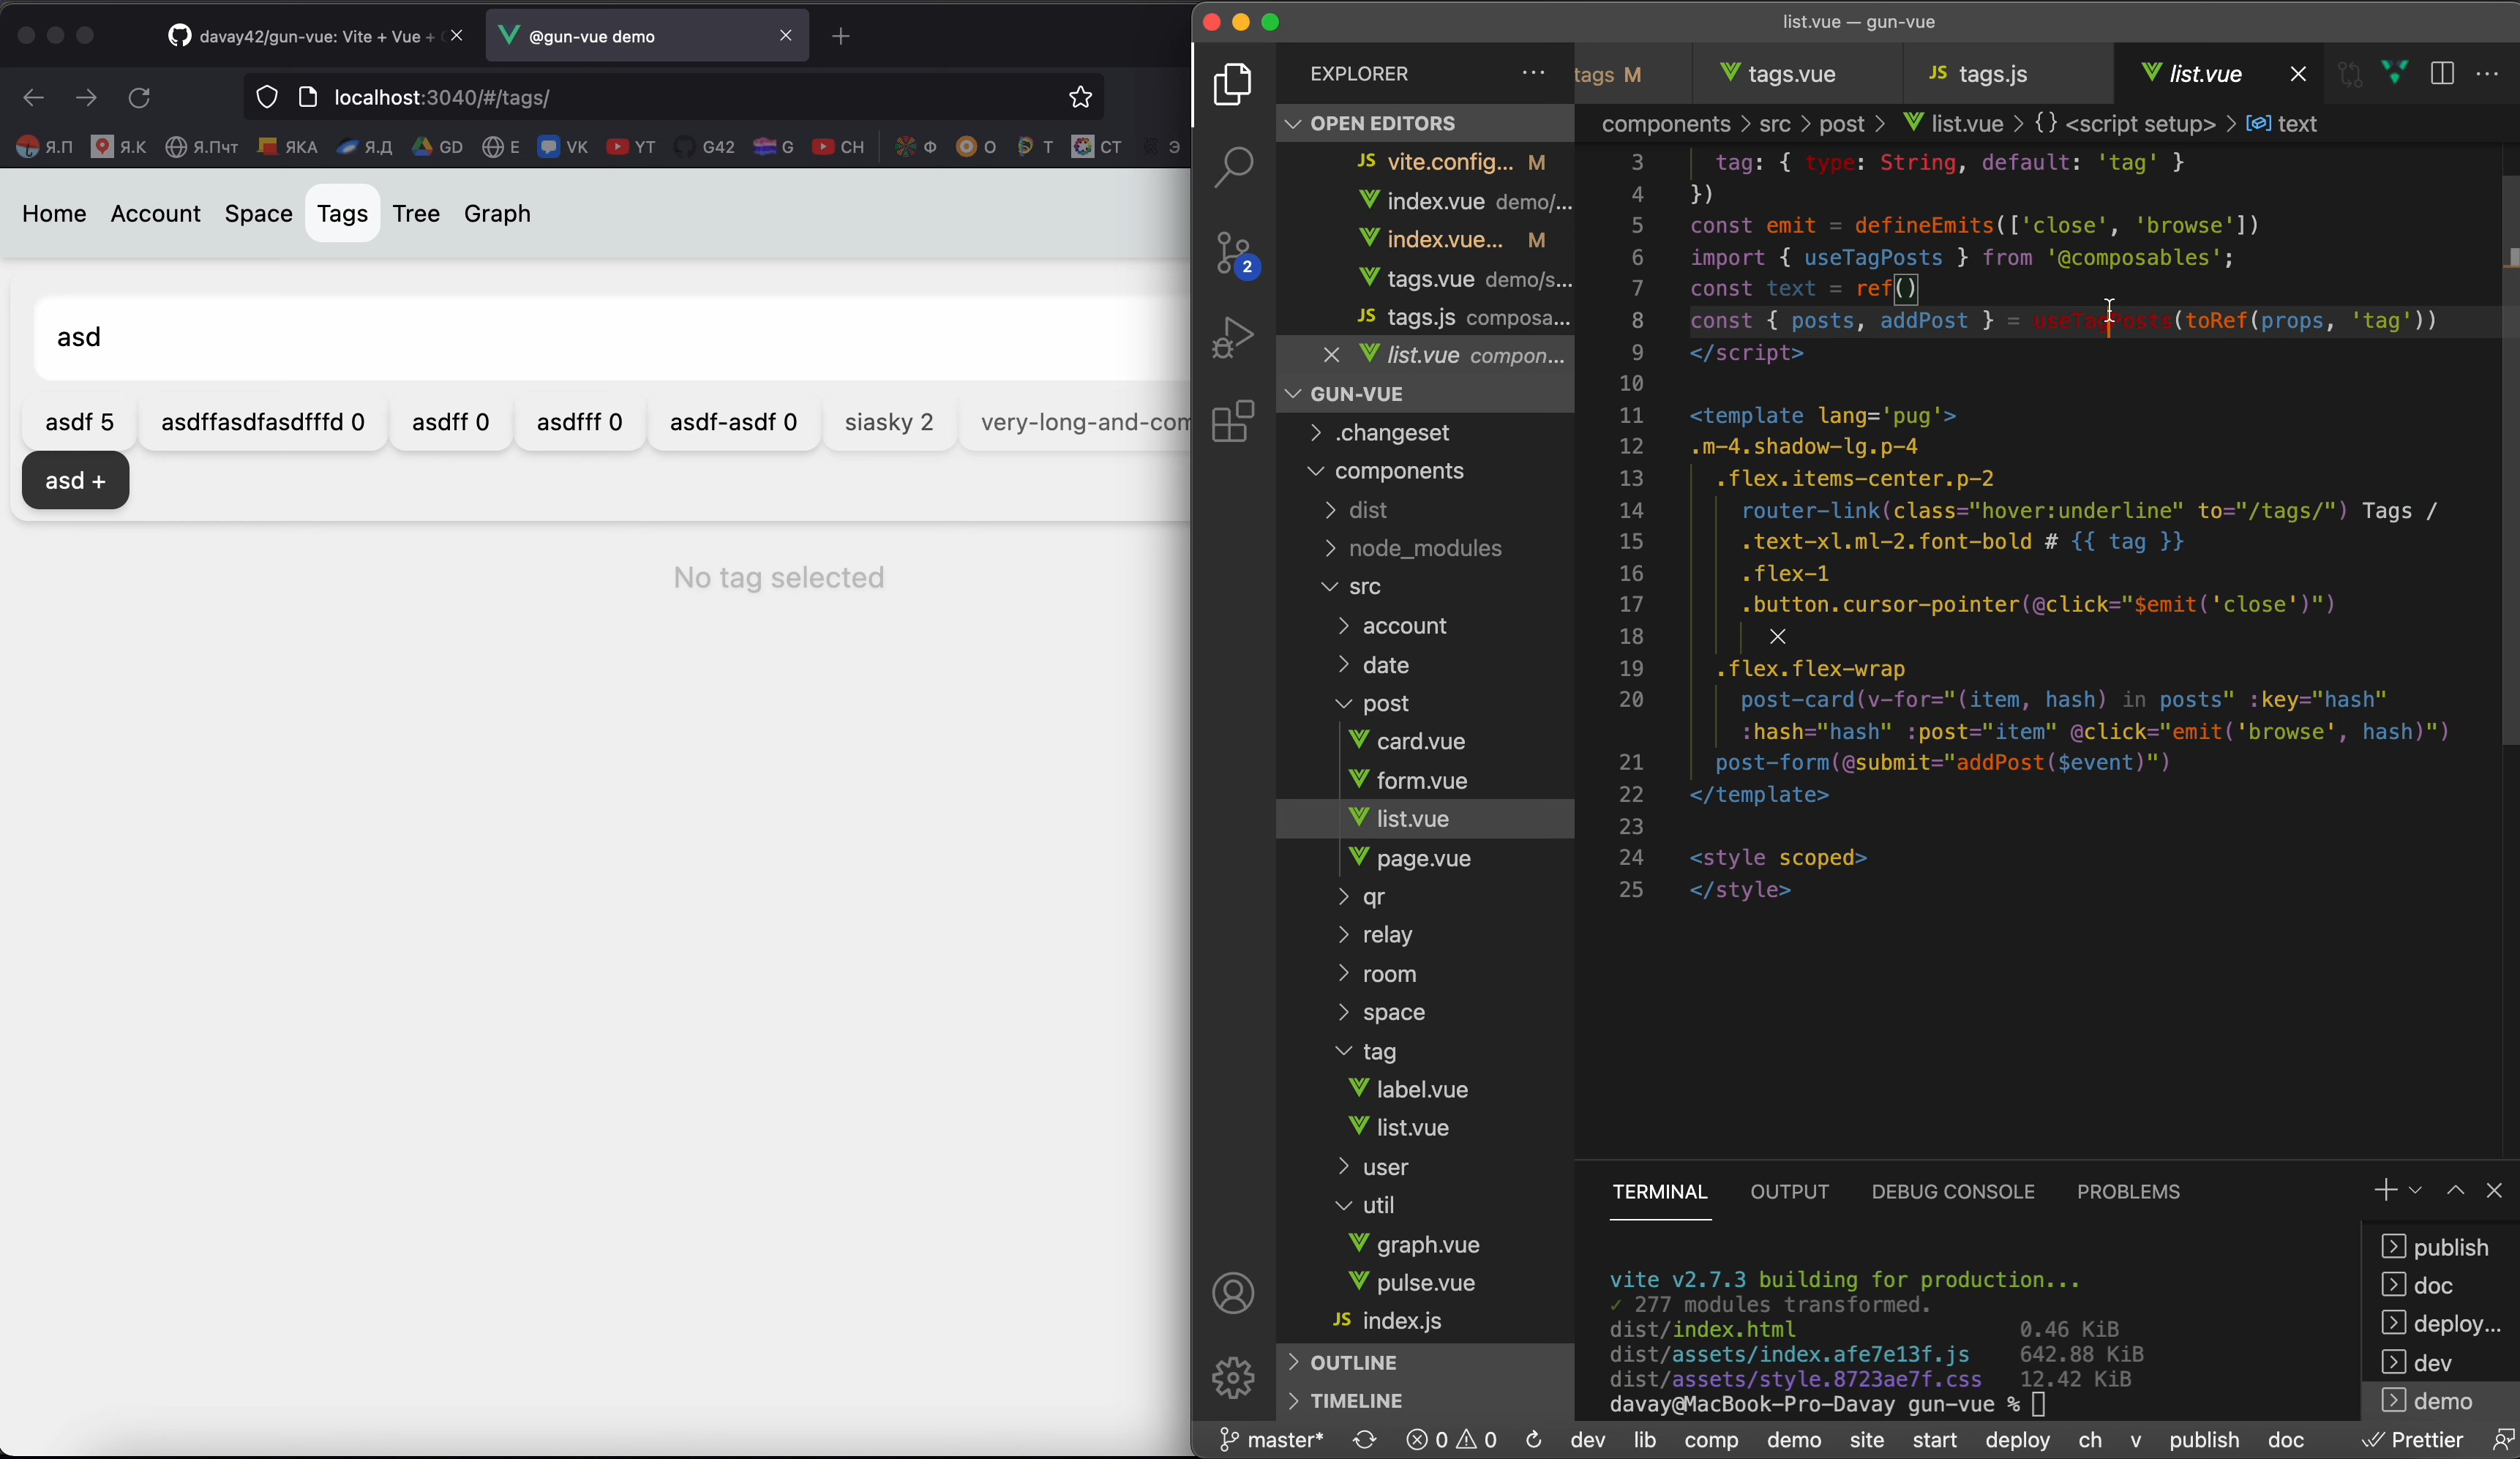 davay42/gun-vue: Vite + Vue +
@gun-vue demo
localhost:3040/#/tags/
Я.П
Я.К
Я.Пчт
ЯКА
Я.Д
GD
E
VK
YT
G42
G
CH
Ф
O
T
CT
Э
Home Account Space Tags Tree Graph
asd
asdf 5
asdffasdfasdfffd 0
asdff 0
asdfff 0
asdf-asdf 0
siasky 2
very-long-and-com
asd +
No tag selected
list.vue — gun-vue
EXPLORER
OPEN EDITORS
JS vite.config... M
index.vue demo/...
index.vue... M
tags.vue demo/s...
JS tags.js composa...
list.vue compon...
GUN-VUE
.changeset
components
dist
node_modules
src
account
date
post
card.vue
form.vue
list.vue
page.vue
qr
relay
room
space
tag
label.vue
list.vue
user
util
graph.vue
pulse.vue
JS index.js
OUTLINE
TIMELINE
2
tags M
tags.vue
JS tags.js
list.vue
components > src > post > list.vue > {} <script setup> > text
3 tag: { type: String, default: 'tag' }
4 })
5 const emit = defineEmits(['close', 'browse'])
6 import { useTagPosts } from '@composables';
7 const text = ref()
8 const { posts, addPost } = useTagPosts(toRef(props, 'tag'))
9 </script>
10
11 <template lang='pug'>
12 .m-4.shadow-lg.p-4
13 .flex.items-center.p-2
14 router-link(class="hover:underline" to="/tags/") Tags /
15 .text-xl.ml-2.font-bold # {{ tag }}
16 .flex-1
17 .button.cursor-pointer(@click="$emit('close')")
18 ×
19 .flex.flex-wrap
20 post-card(v-for="(item, hash) in posts" :key="hash"
:hash="hash" :post="item" @click="emit('browse', hash)")
21 post-form(@submit="addPost($event)")
22 </template>
23
24 <style scoped>
25 </style>
TERMINAL OUTPUT DEBUG CONSOLE PROBLEMS
vite v2.7.3 building for production...
✓ 277 modules transformed.
dist/index.html 0.46 KiB
dist/assets/index.afe7e13f.js 642.88 KiB
dist/assets/style.8723ae7f.css 12.42 KiB
davay@MacBook-Pro-Davay gun-vue %
publish
doc
deploy...
dev
demo
master* 0 0 dev lib comp demo site start deploy ch v publish doc Prettier